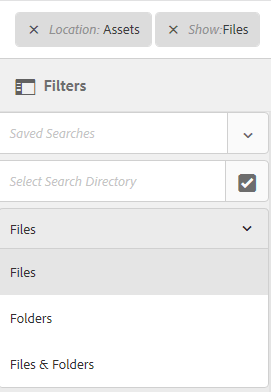 × Location: Assets × Show:Files
Filters
Saved Searches
Select Search Directory
Files
Files
Folders
Files & Folders